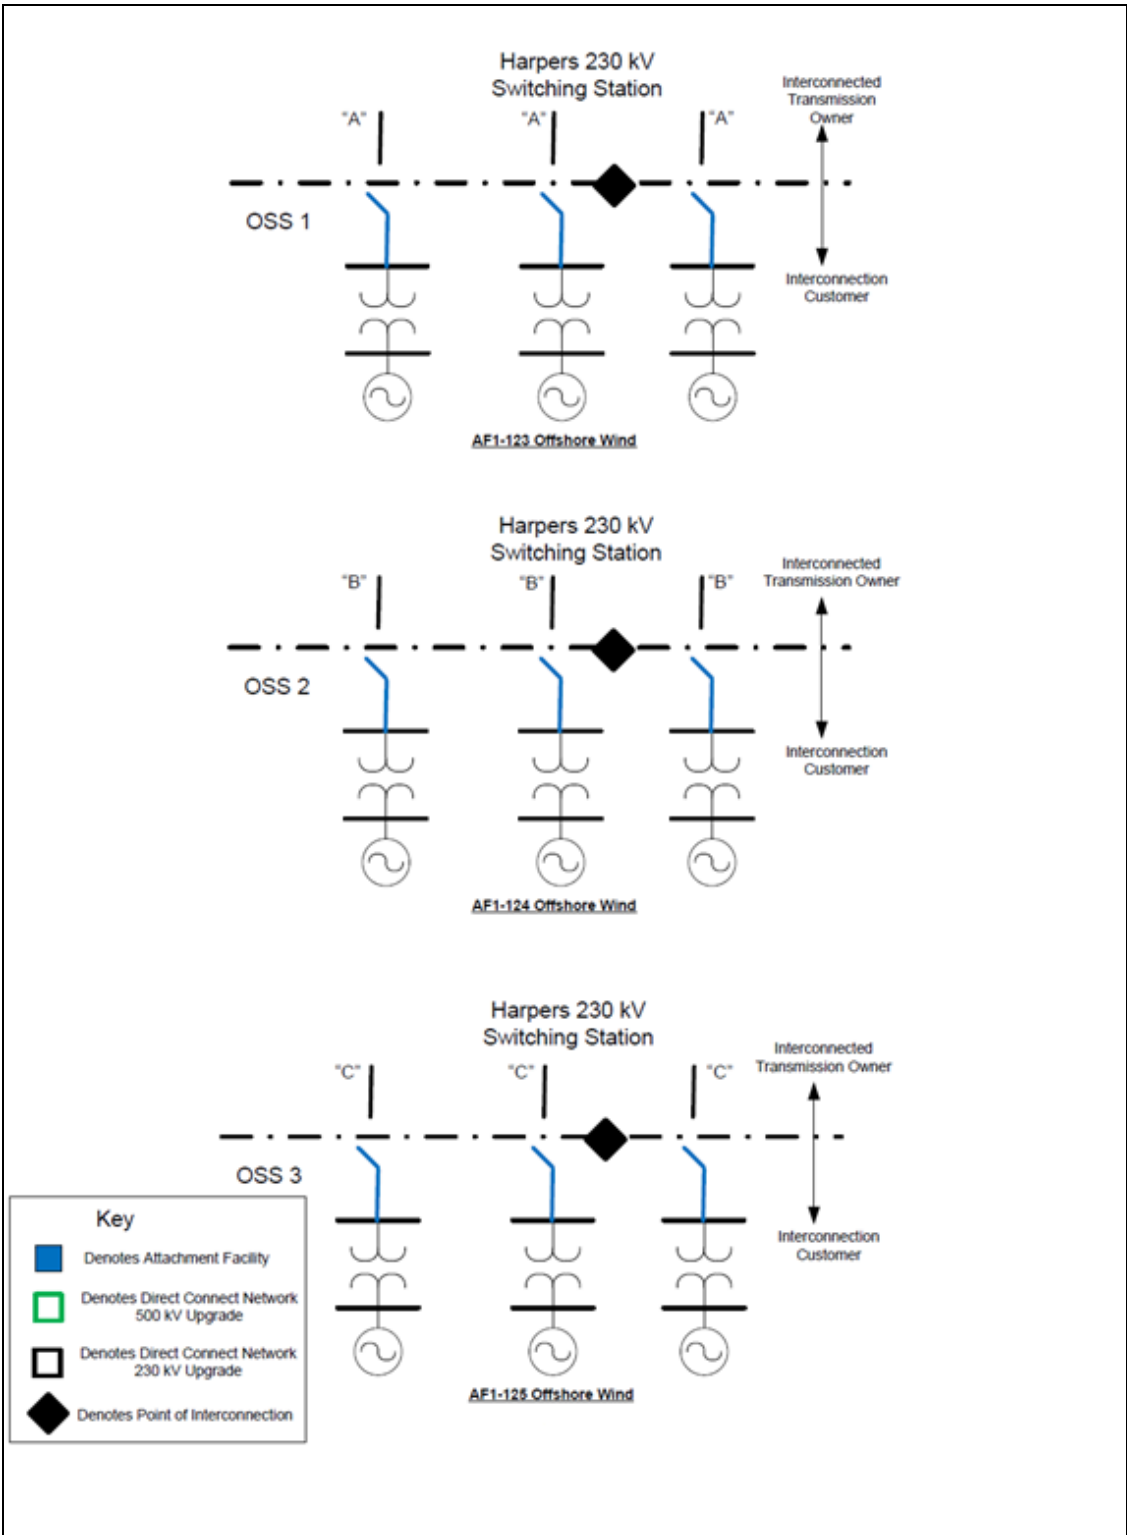 Harpers 230 kV
Switching Station
Interconnected
Transmission
Owner
"A"
"A"
"A"
OSS 1
Interconnection
Customer
AF1-123 Offshore Wind
Harpers 230 kV
Switching Station
Interconnected
Transmission Owner
"B"
"B"
"B"
OSS 2
Interconnection
Customer
AF1-124 Offshore Wind
Harpers 230 kV
Switching Station
Interconnected
Transmission Owner
"C"
"C"
"C"
OSS 3
Interconnection
Customer
AF1-125 Offshore Wind
Key
Denotes Attachment Facility
Denotes Direct Connect Network
500 kV Upgrade
Denotes Direct Connect Network
230 kV Upgrade
Denotes Point of Interconnection